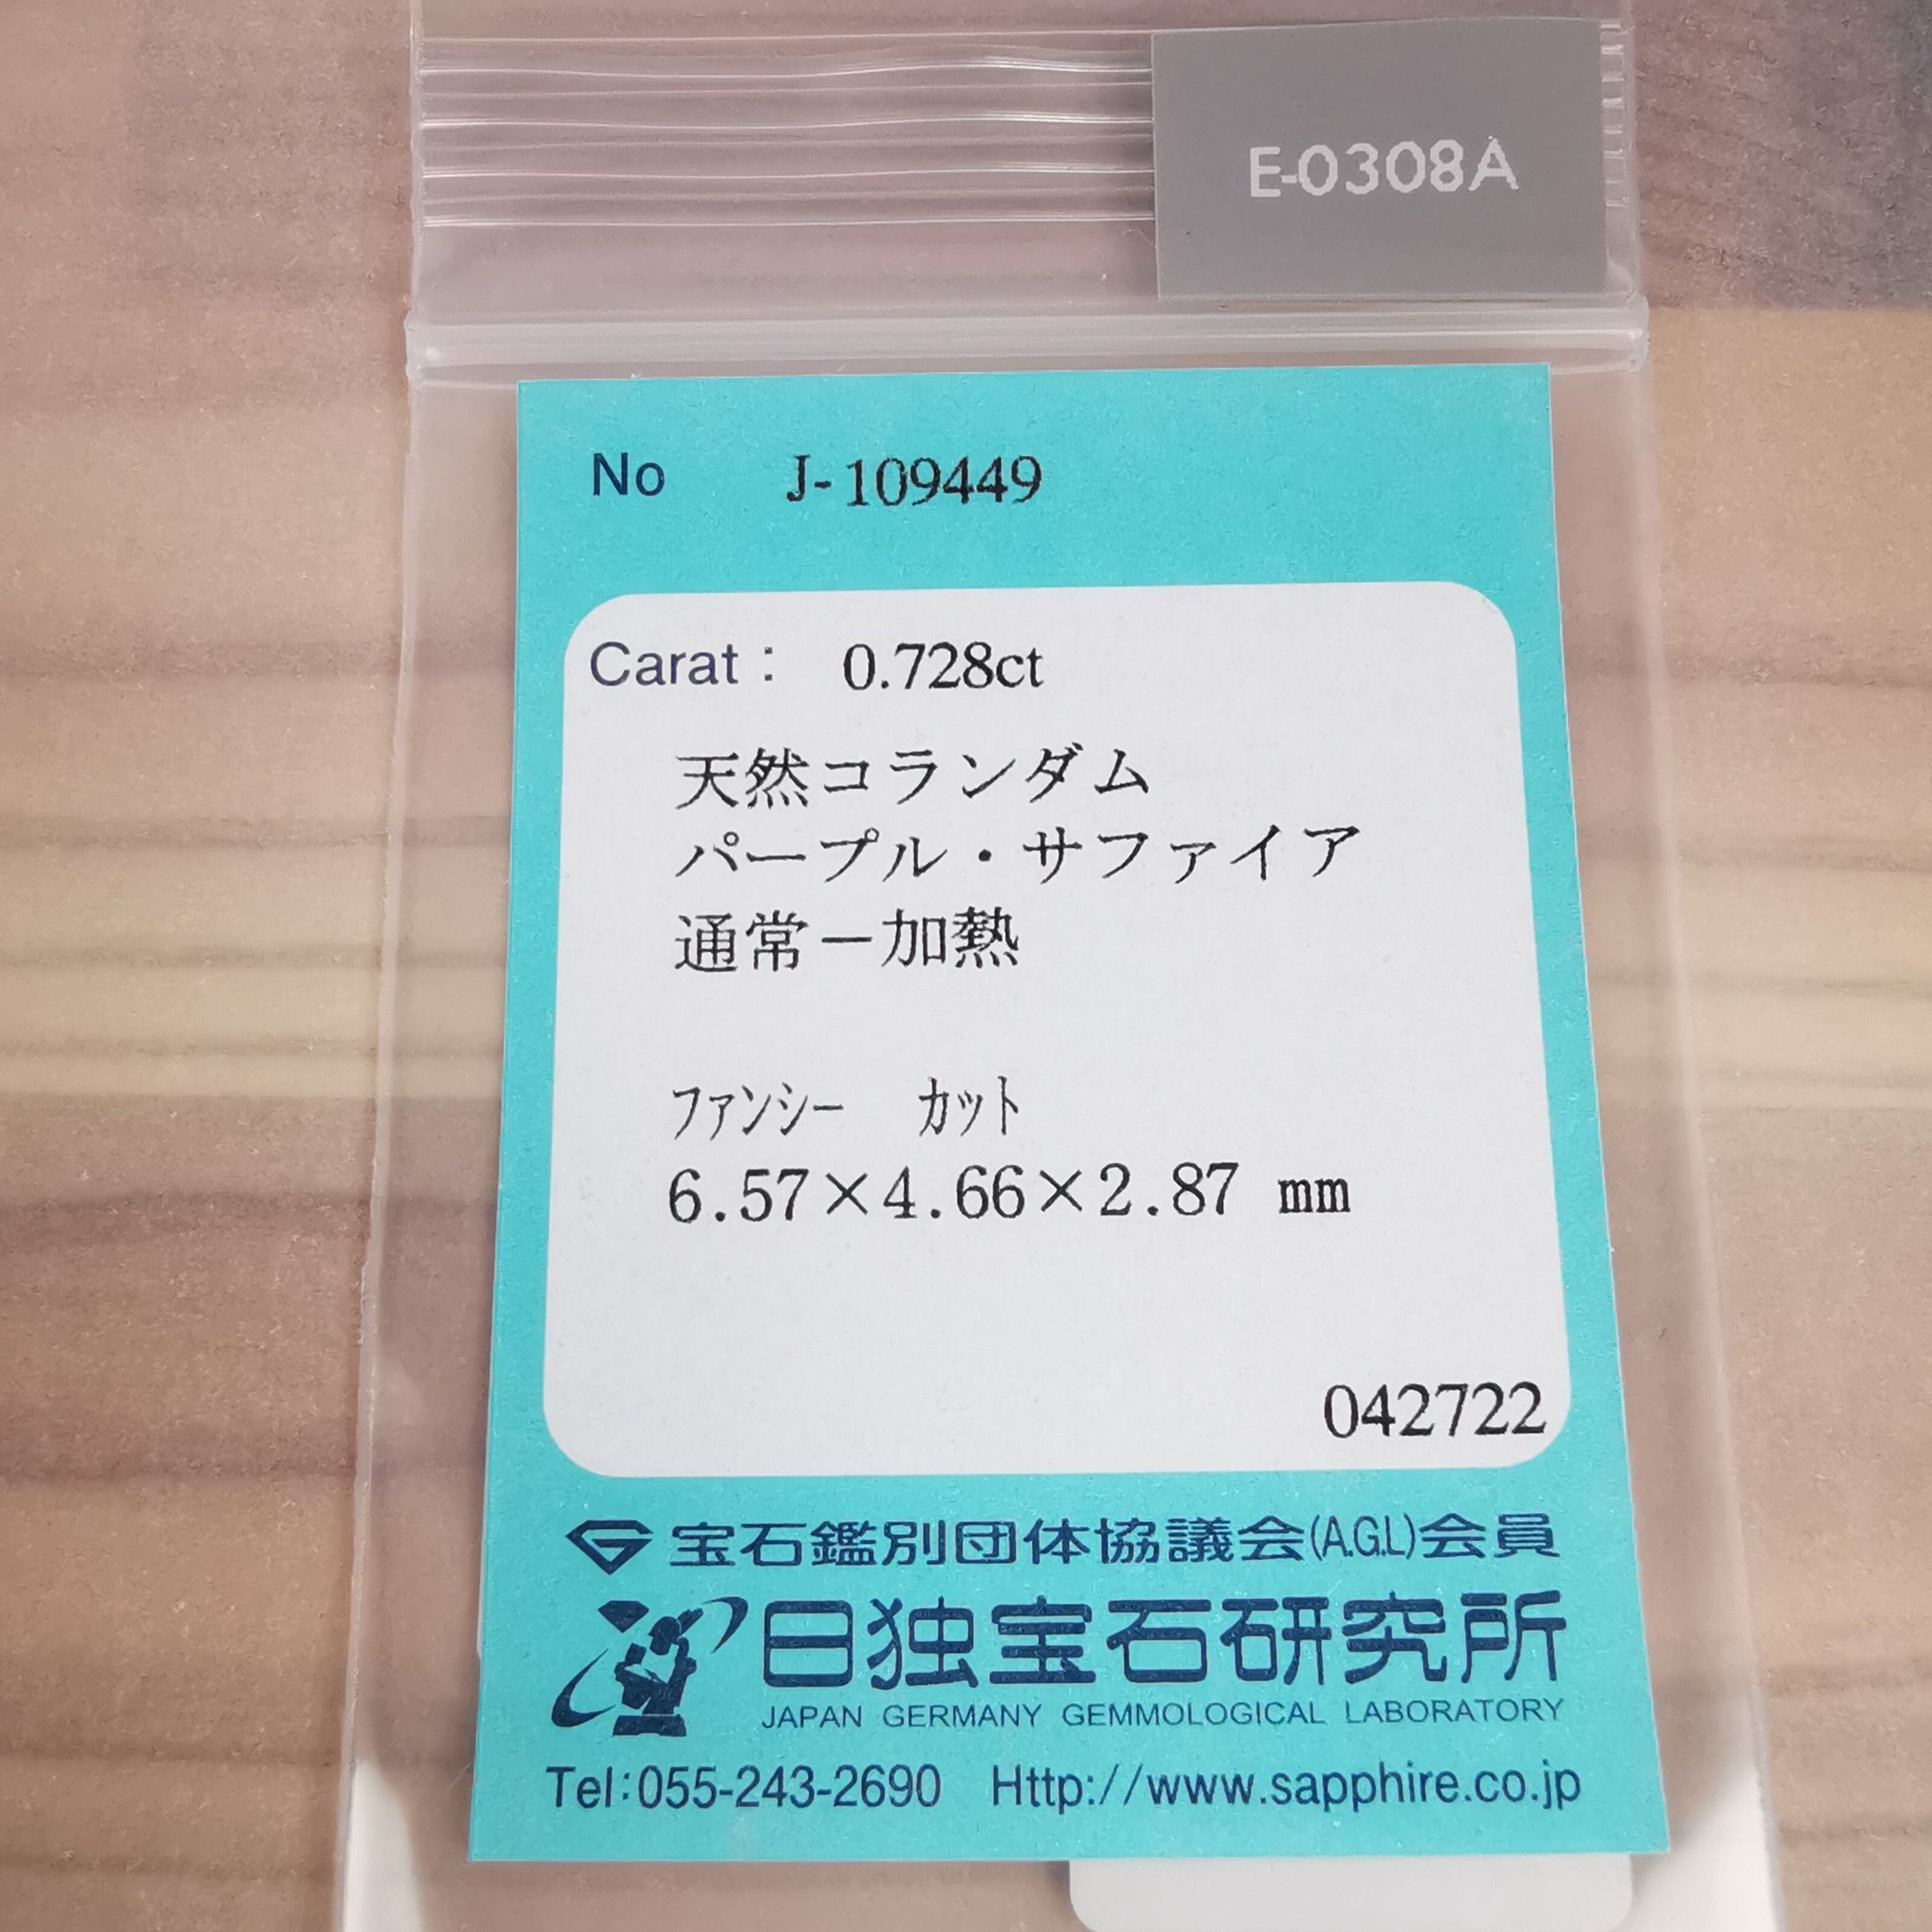 E-0308A
No J-109449
Carat: 0.728ct
天然コランダム
パープル・サファイア
通常－加熱
ファンシー カット
6.57×4.66×2.87 mm
042722
宝石鑑別団体協議会(A.G.L)会員
日独宝石研究所
JAPAN GERMANY GEMMOLOGICAL LABORATORY
Tel:055-243-2690 Http://www.sapphire.co.jp